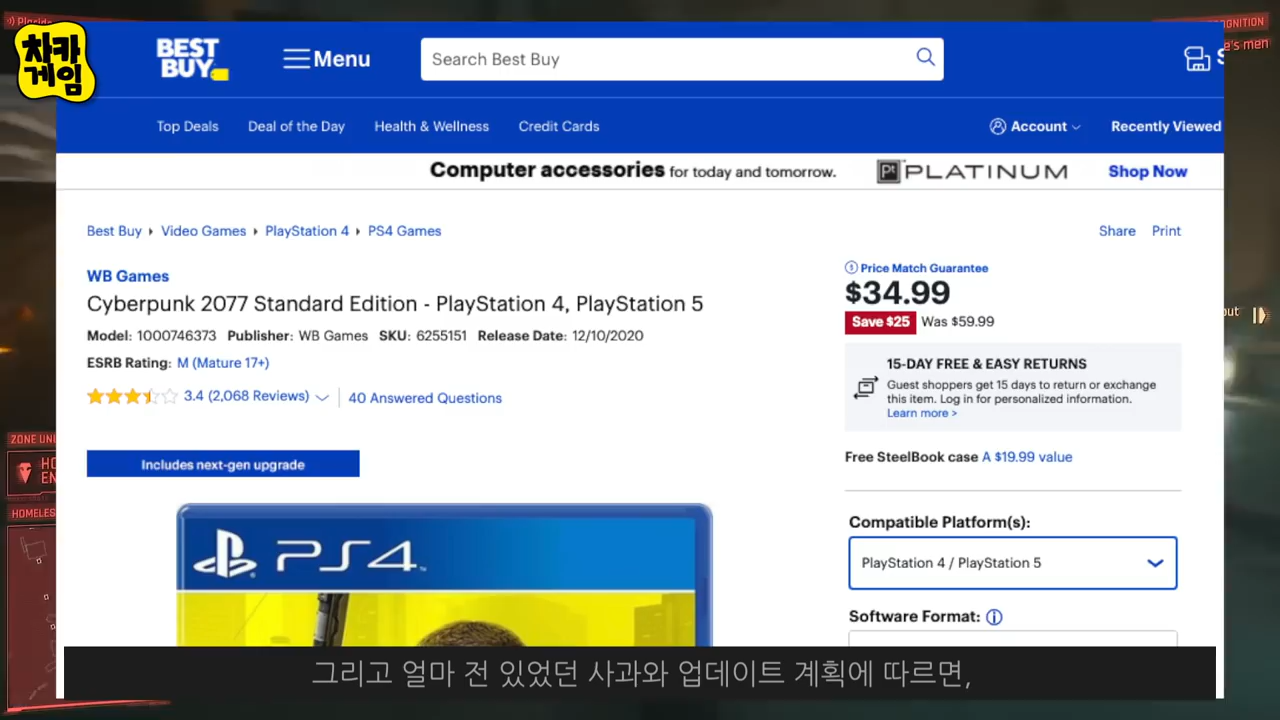 Placide
차카
게임
BEST
BUY
Menu
Search Best Buy
Top Deals
Deal of the Day
Health & Wellness
Credit Cards
Account
Recently Viewed
Computer accessories for today and tomorrow.
Pt PLATINUM
Shop Now
Best Buy
Video Games
PlayStation 4
PS4 Games
Share
Print
WB Games
Cyberpunk 2077 Standard Edition - PlayStation 4, PlayStation 5
Model: 1000746373 Publisher: WB Games SKU: 6255151 Release Date: 12/10/2020
ESRB Rating: M (Mature 17+)
3.4 (2,068 Reviews)
40 Answered Questions
Includes next-gen upgrade
PS4
Price Match Guarantee
$34.99
Save $25 Was $59.99
15-DAY FREE & EASY RETURNS
Guest shoppers get 15 days to return or exchange
this item. Log in for personalized information.
Learn more >
Free SteelBook case A $19.99 value
Compatible Platform(s):
PlayStation 4 / PlayStation 5
Software Format:
ZONE UN
HO
EN
HOMELES
그리고 얼마 전 있었던 사과와 업데이트 계획에 따르면,